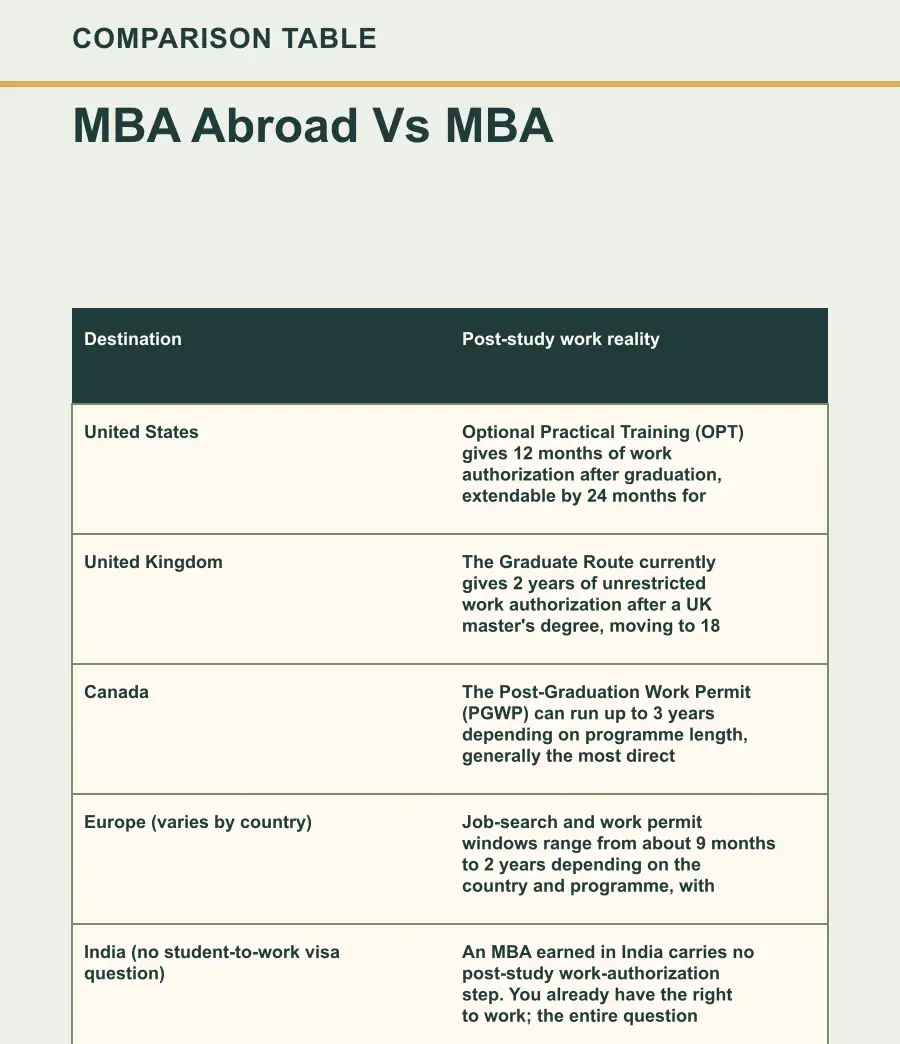 COMPARISON TABLE
MBA Abroad Vs MBA
Destination
Post-study work reality
United States
Optional Practical Training (OPT)
gives 12 months of work
authorization after graduation,
extendable by 24 months for
United Kingdom
The Graduate Route currently
gives 2 years of unrestricted
work authorization after a UK
master's degree, moving to 18
Canada
The Post-Graduation Work Permit
(PGWP) can run up to 3 years
depending on programme length,
generally the most direct
Europe (varies by country)
Job-search and work permit
windows range from about 9 months
to 2 years depending on the
country and programme, with
India (no student-to-work visa
question)
An MBA earned in India carries no
post-study work-authorization
step. You already have the right
to work; the entire question